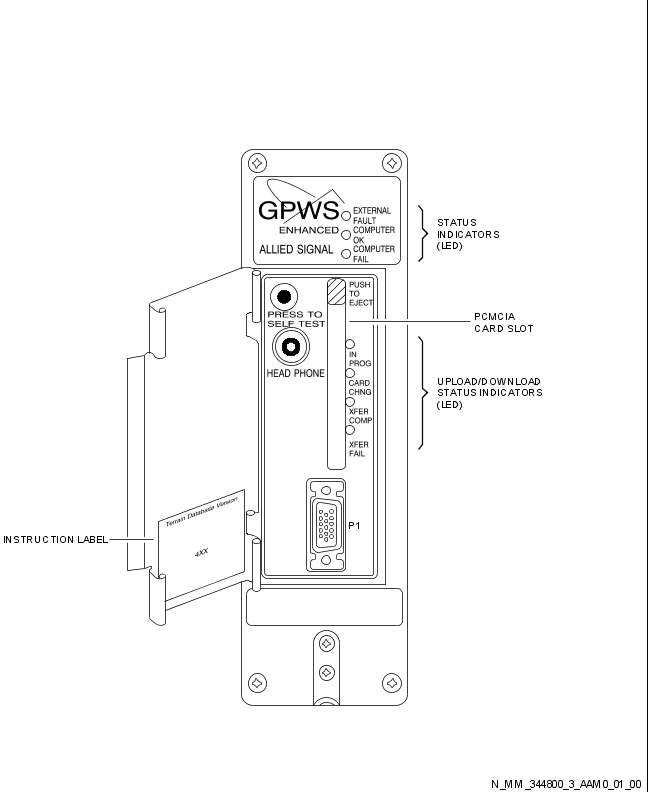 GPWS
ENHANCED
ALLIED SIGNAL
EXTERNAL
FAULT
COMPUTER
OK
COMPUTER
FAIL
STATUS
INDICATORS
(LED)
PUSH
TO
EJECT
PRESS TO
SELF TEST
HEAD PHONE
PCMCIA
CARD SLOT
IN
PROG
CARD
CHNG
XFER
COMP
XFER
FAIL
UPLOAD/DOWNLOAD
STATUS INDICATORS
(LED)
P1
INSTRUCTION LABEL
Terrain Database Version
4XX
N_MM_344800_3_AAM0_01_00